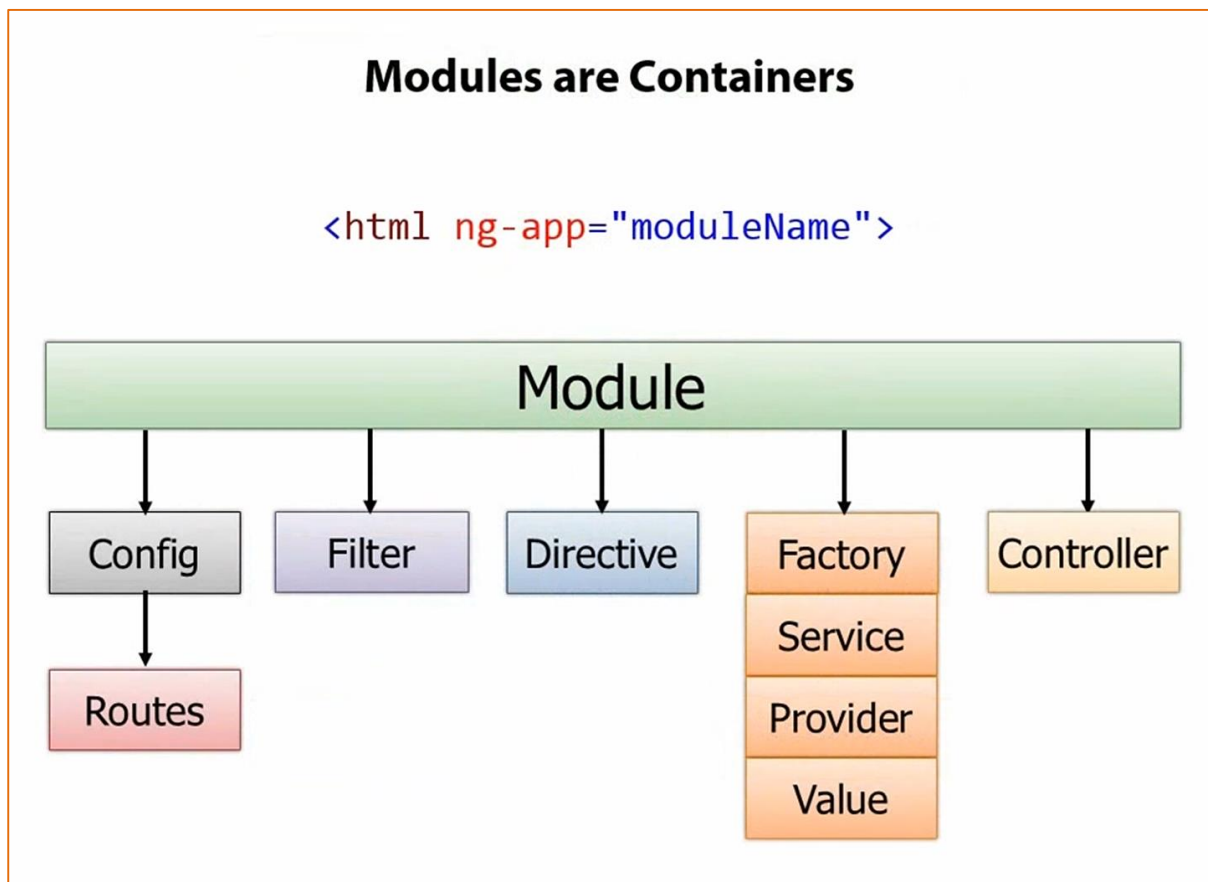 Modules are Containers
<html ng-app="moduleName">
Module
Config
Filter
Directive
Factory
Controller
Service
Routes
Provider
Value